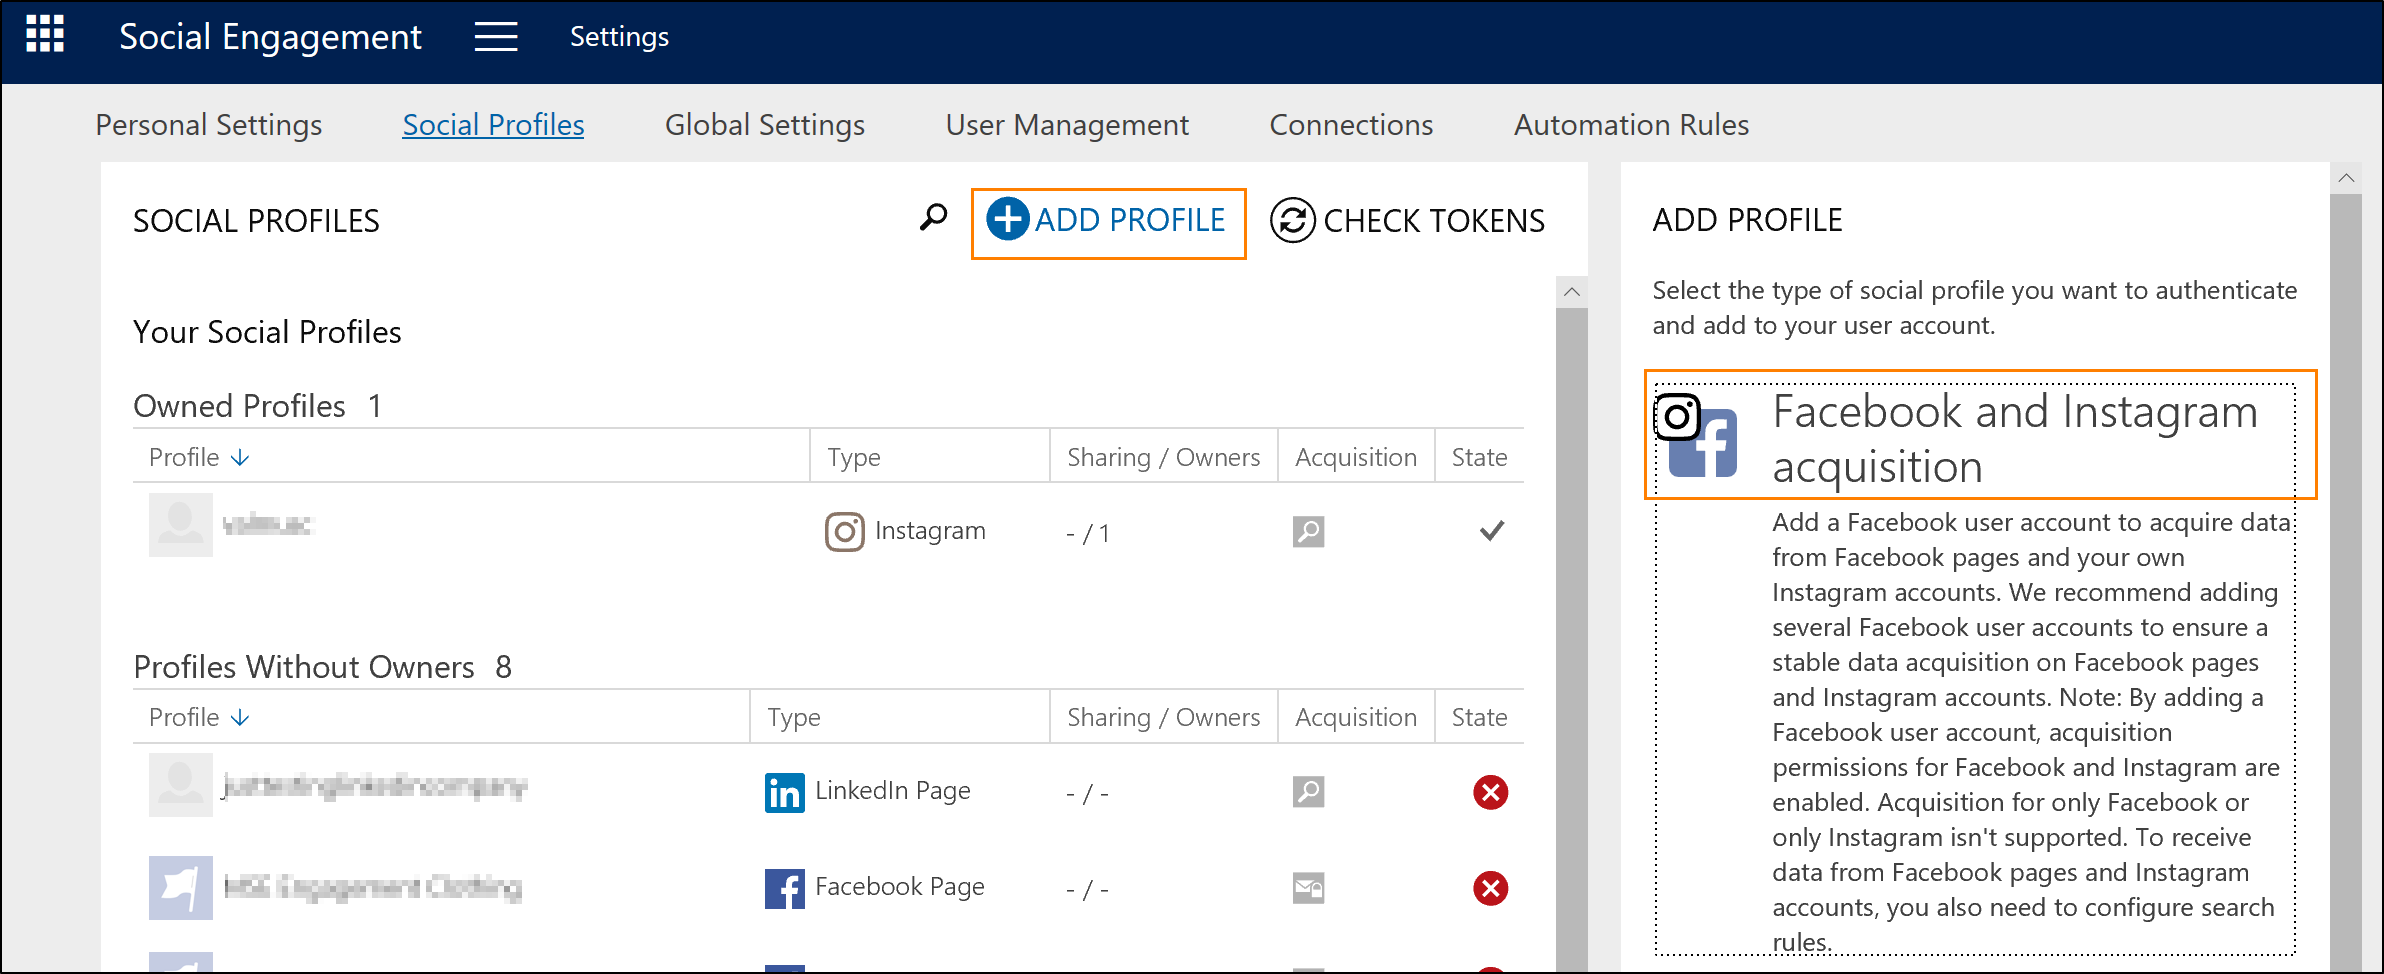 Social Engagement Settings
Personal Settings Social Profiles Global Settings User Management Connections Automation Rules
SOCIAL PROFILES ADD PROFILE CHECK TOKENS
Your Social Profiles
Owned Profiles 1
Profile Type Sharing / Owners Acquisition State
Instagram - / 1
Profiles Without Owners 8
Profile Type Sharing / Owners Acquisition State
LinkedIn Page - / -
Facebook Page - / -
ADD PROFILE
Select the type of social profile you want to authenticate
and add to your user account.
Facebook and Instagram
acquisition
Add a Facebook user account to acquire data
from Facebook pages and your own
Instagram accounts. We recommend adding
several Facebook user accounts to ensure a
stable data acquisition on Facebook pages
and Instagram accounts. Note: By adding a
Facebook user account, acquisition
permissions for Facebook and Instagram are
enabled. Acquisition for only Facebook or
only Instagram isn't supported. To receive
data from Facebook pages and Instagram
accounts, you also need to configure search
rules.